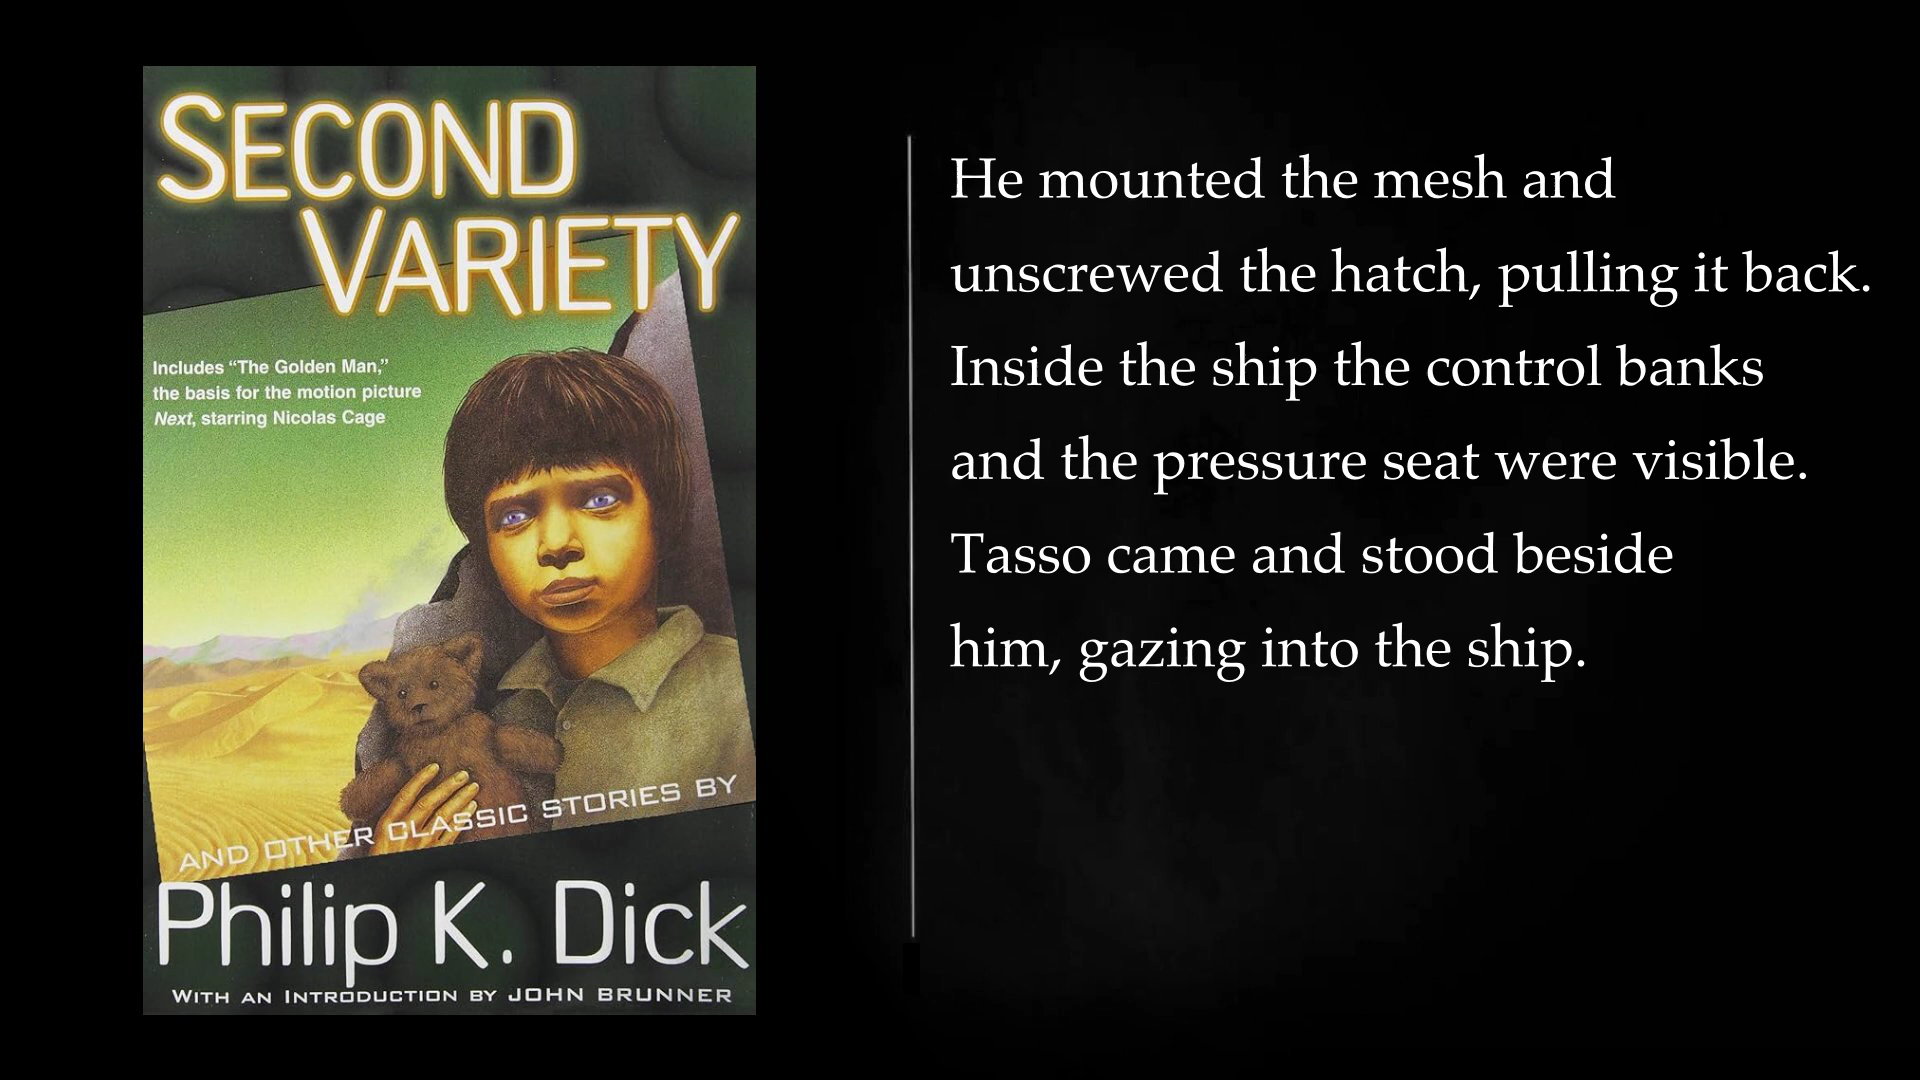 SECOND
VARIETY
Includes “The Golden Man,”
the basis for the motion picture
Next, starring Nicolas Cage
AND OTHER CLASSIC STORIES BY
Philip K. Dick
WITH AN INTRODUCTION BY JOHN BRUNNER
He mounted the mesh and
unscrewed the hatch, pulling it back.
Inside the ship the control banks
and the pressure seat were visible.
Tasso came and stood beside
him, gazing into the ship.